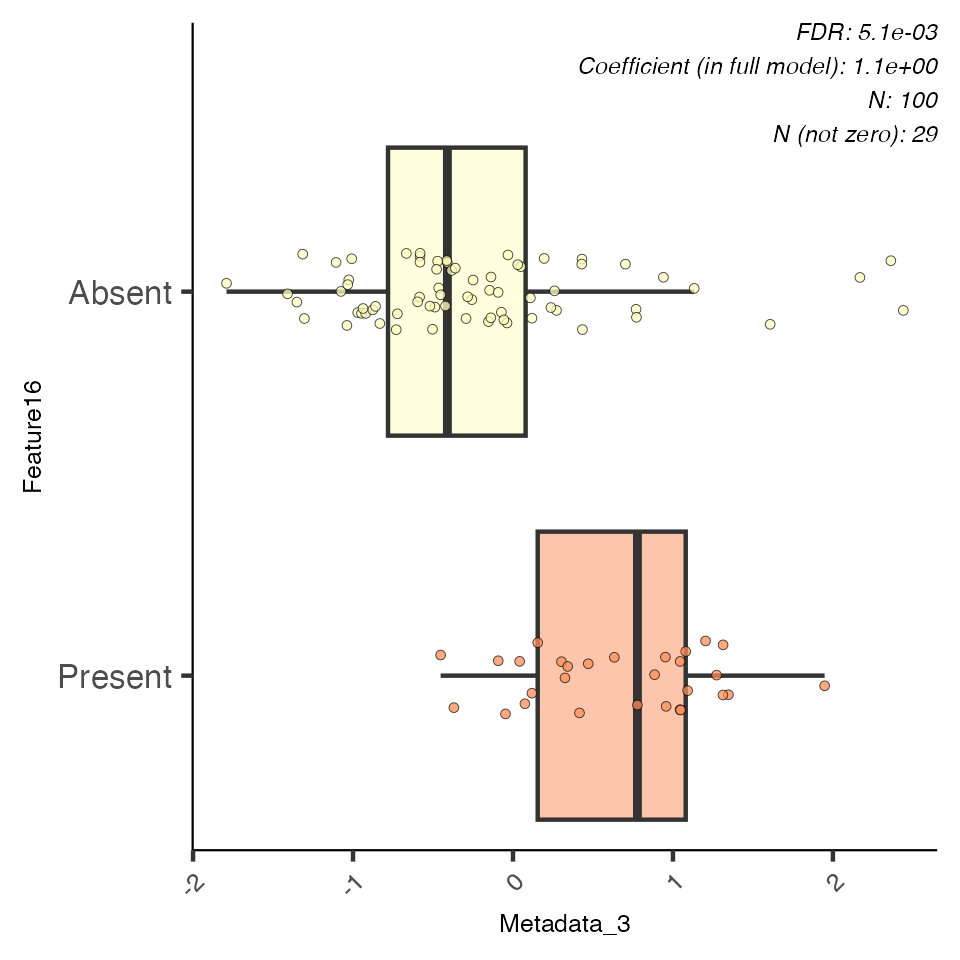 FDR: 5.1e-03
Coefficient (in full model): 1.1e+00
N: 100
N (not zero): 29
Absent
Feature16
Present
-2 -1 0 1 2
Metadata_3